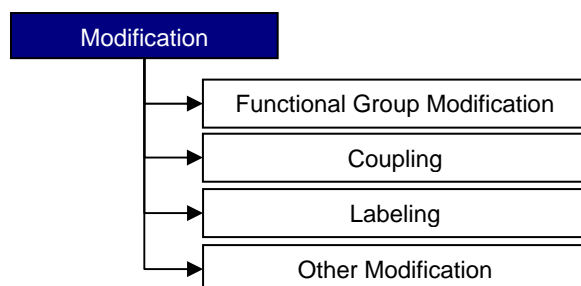 Modification
Functional Group Modification
Coupling
Labeling
Other Modification